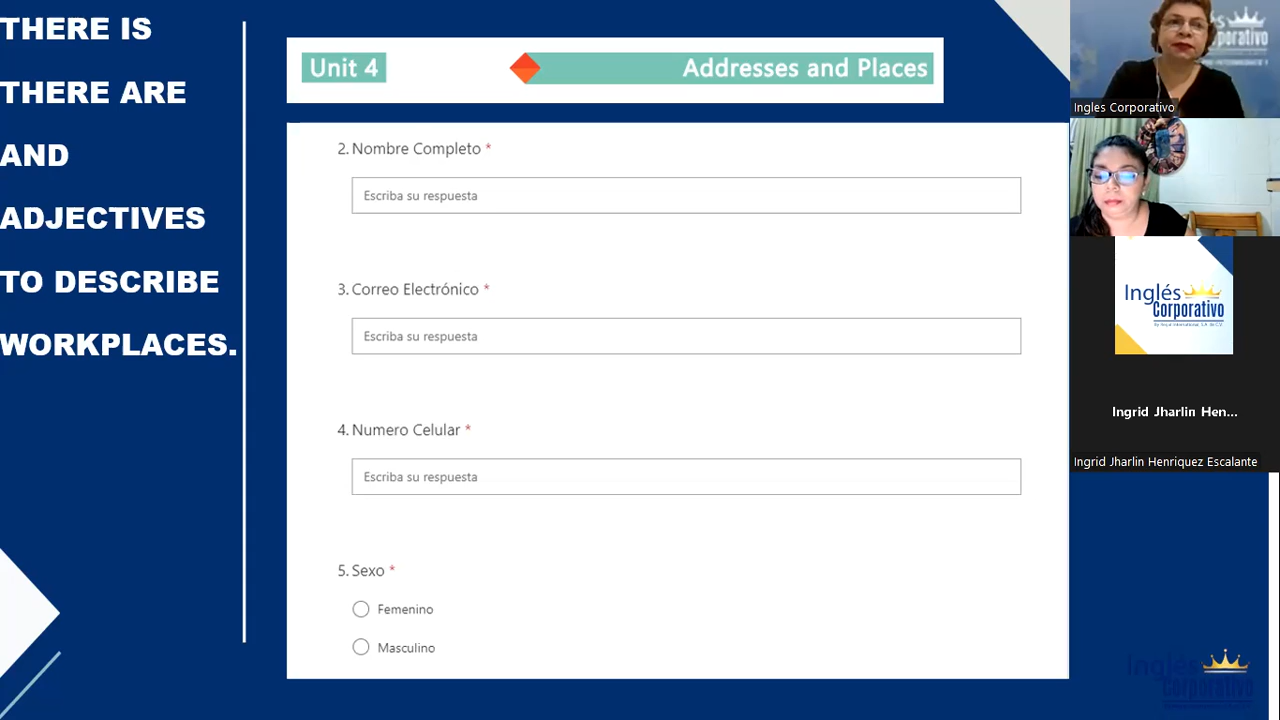 THERE IS
THERE ARE
AND
ADJECTIVES
TO DESCRIBE
WORKPLACES.
Unit 4
Addresses and Places
2. Nombre Completo *
Escriba su respuesta
3. Correo Electrónico *
Escriba su respuesta
4. Numero Celular *
Escriba su respuesta
5. Sexo *
Femenino
Masculino
Ingles Corporativo
Inglés
Corporativo
Ingrid Jharlin Hen...
Ingrid Jharlin Henriquez Escalante
Inglés
Corporativo